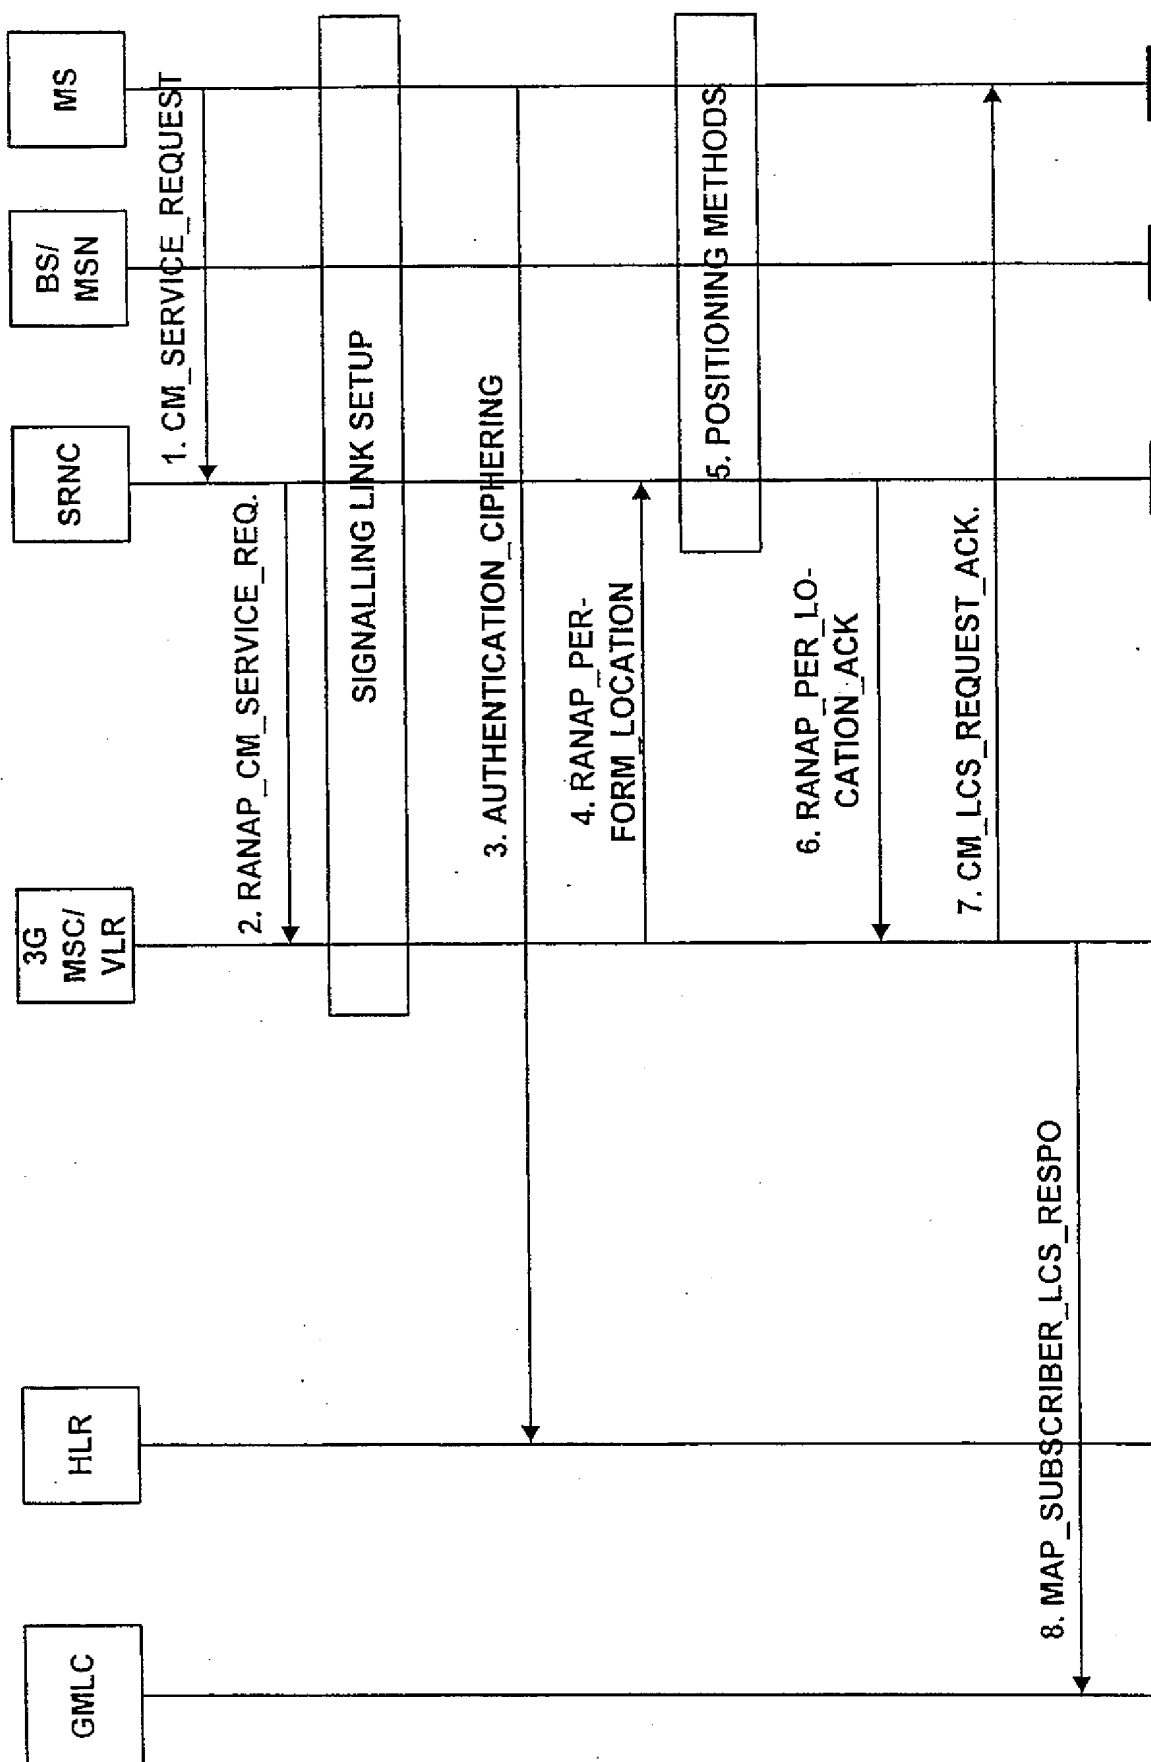 GMLC
HLR
3G
MSC/
VLR
SRNC
BS/
MSN
MS
1. CM_SERVICE_REQUEST
2. RANAP_CM_SERVICE_REQ.
SIGNALLING LINK SETUP
3. AUTHENTICATION_CIPHERING
4. RANAP_PER-
FORM_LOCATION
5. POSITIONING METHODS
6. RANAP_PER_LO-
CATION_ACK
7. CM_LCS_REQUEST_ACK.
8. MAP_SUBSCRIBER_LCS_RESPO